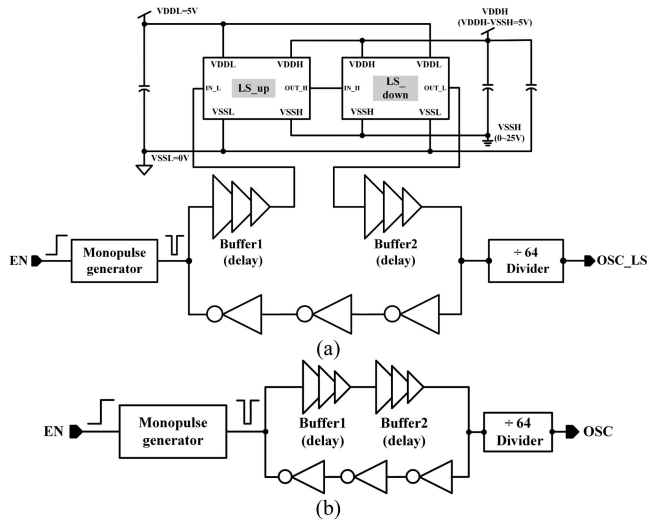 VDDL=5V
VDDH
(VDDH-VSSH=5V)
VDDL
VDDH
VDDH
VDDL
IN_L
LS_up
OUT_H
IN_H
LS_
down
OUT_L
VSSL
VSSH
VSSH
VSSL
VSSL=0V
VSSH
(0~25V)
EN
Monopulse
generator
Buffer1
(delay)
Buffer2
(delay)
÷ 64
Divider
OSC_LS
(a)
EN
Monopulse
generator
Buffer1
(delay)
Buffer2
(delay)
÷ 64
Divider
OSC
(b)